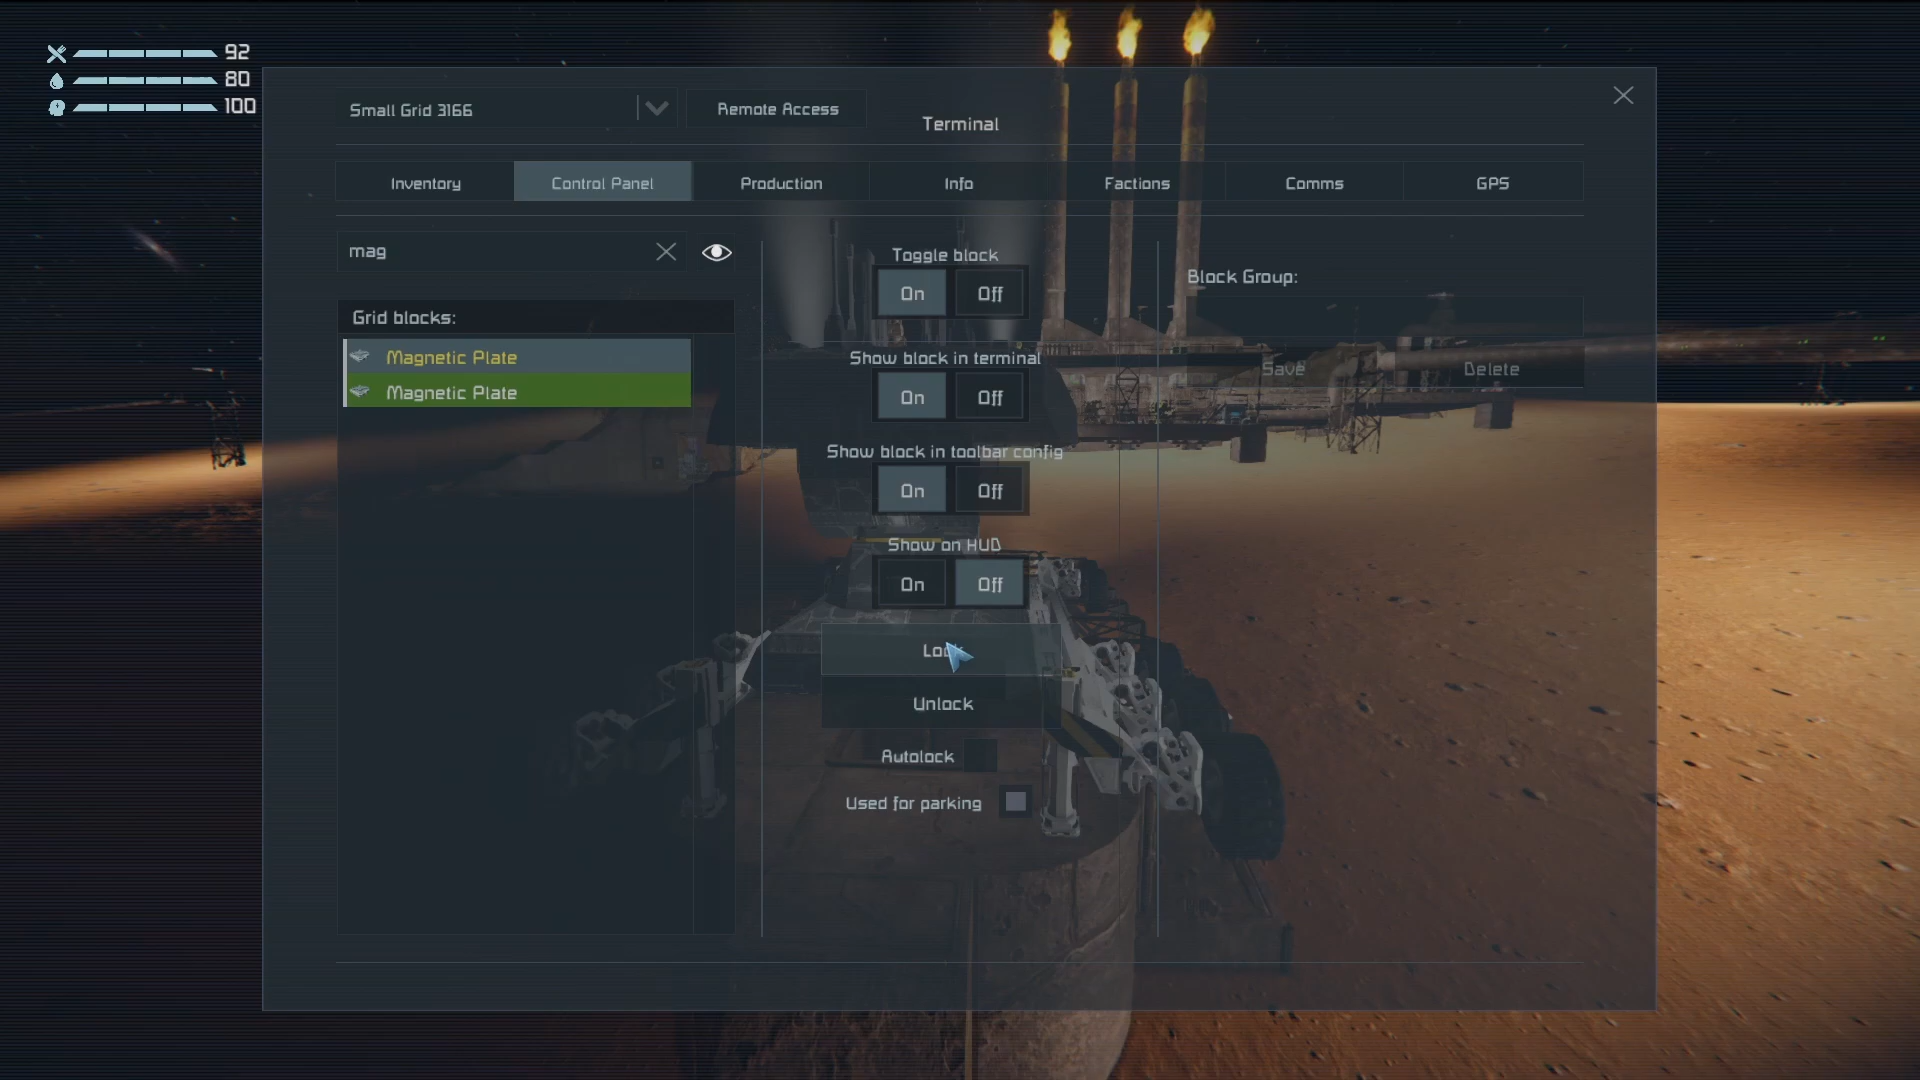 92
80
100
Small Grid 3166
Remote Access
Terminal
Inventory
Control Panel
Production
Info
Factions
Comms
GPS
mag
Grid blocks:
Magnetic Plate
Magnetic Plate
Toggle block
On
Off
Show block in terminal
On
Off
Show block in toolbar config
On
Off
Show on HUD
On
Off
Lock
Unlock
Autolock
Used for parking
Block Group:
Save
Delete